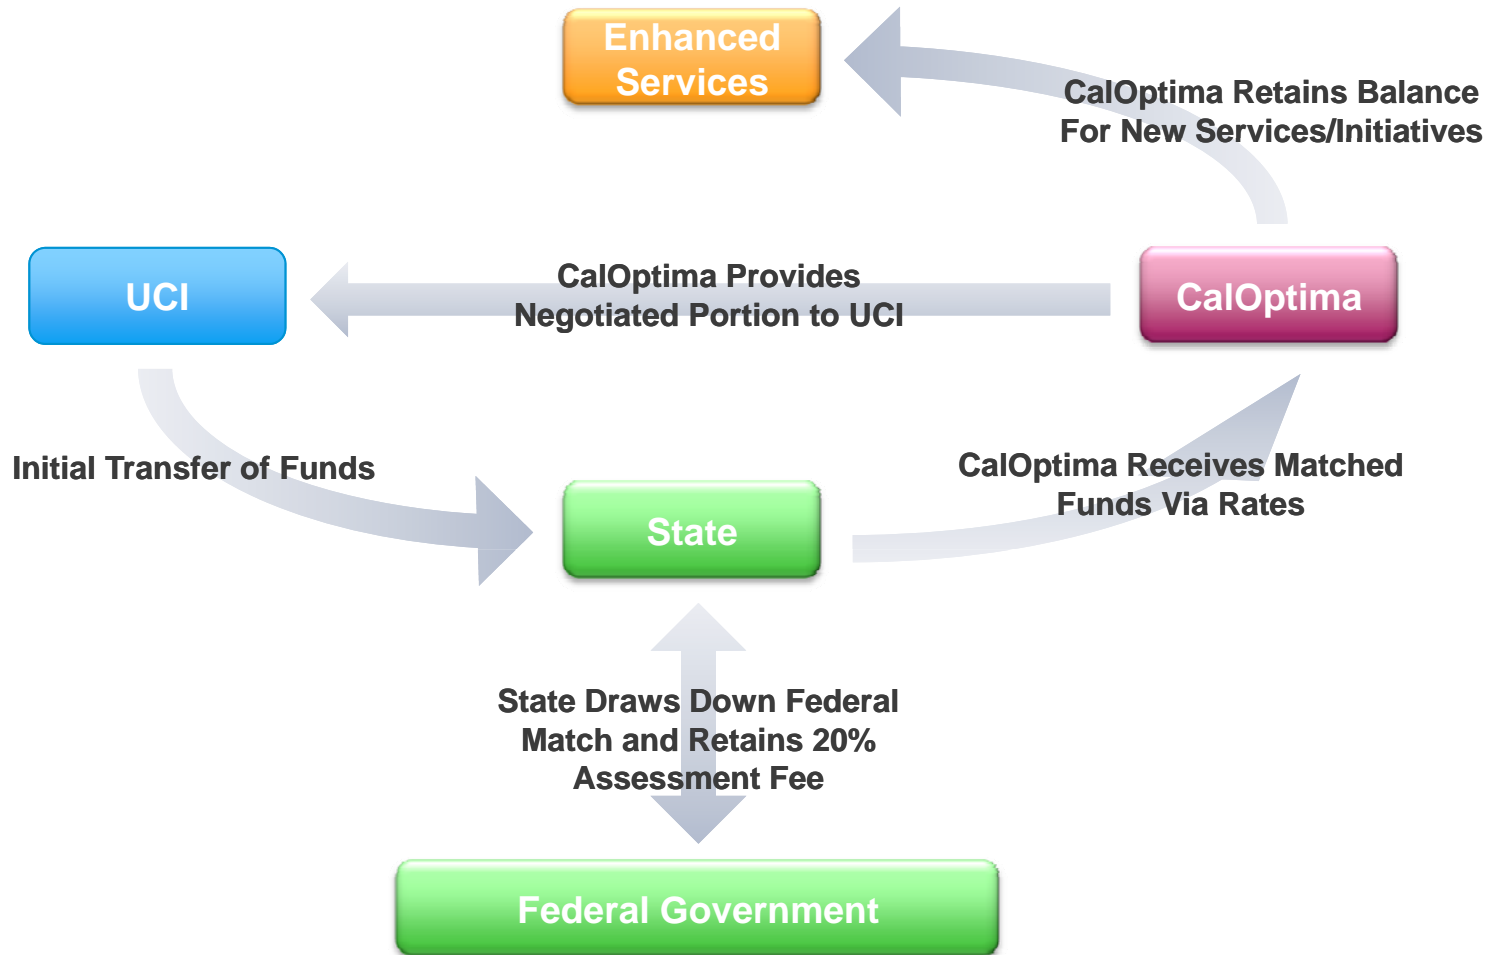 Enhanced
Services
CalOptima Retains Balance
For New Services/Initiatives
UCI
CalOptima Provides
Negotiated Portion to UCI
CalOptima
Initial Transfer of Funds
State
CalOptima Receives Matched
Funds Via Rates
State Draws Down Federal
Match and Retains 20%
Assessment Fee
Federal Government